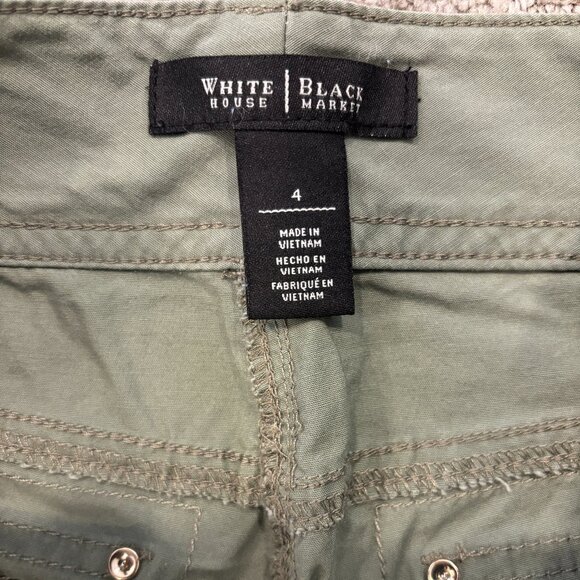 WHITE | BLACK
HOUSE | MARKET
4
MADE IN
VIETNAM
HECHO EN
VIETNAM
FABRIQUÉ EN
VIETNAM